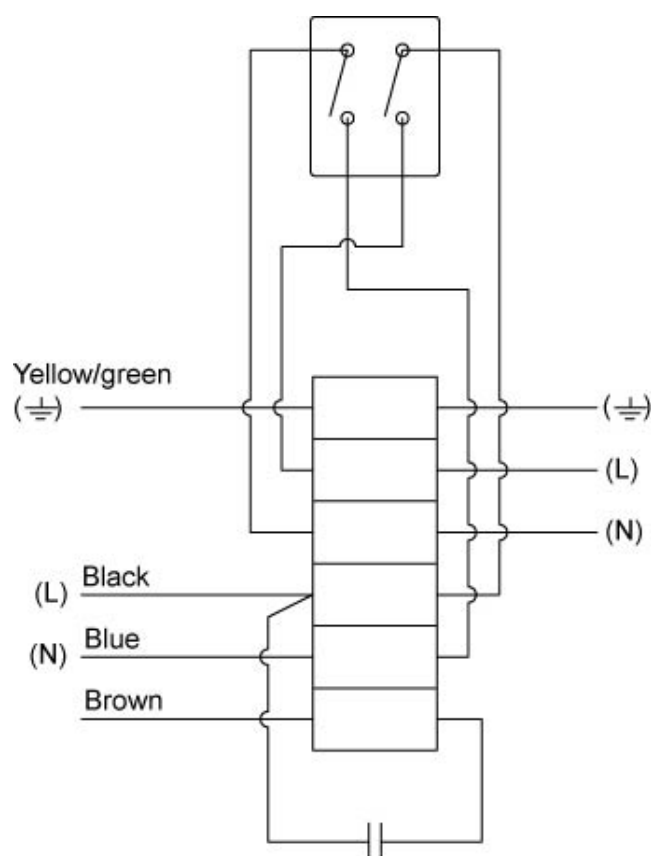 Yellow/green
(⏚)
(⏚)
(L)
(N)
(L) Black
(N) Blue
Brown